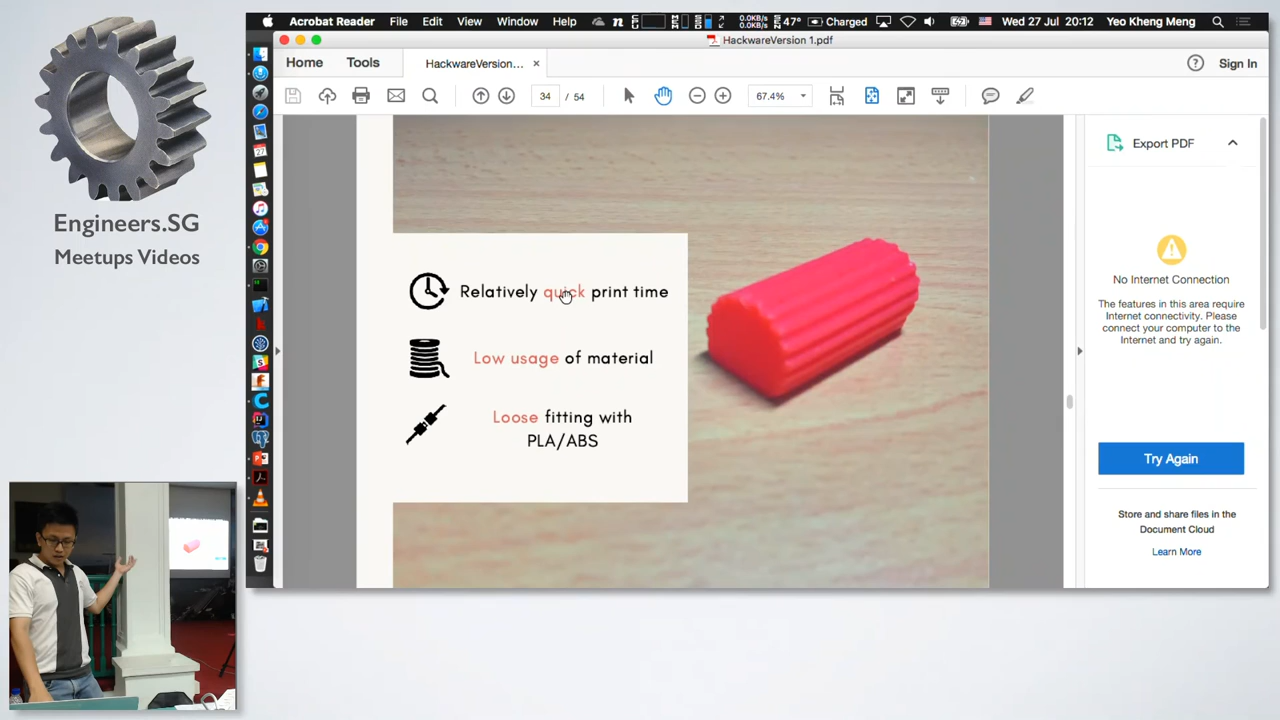 Engineers.SG
Meetups Videos
Acrobat Reader File Edit View Window Help
0.0KB/s
0.0KB/s
47° Charged Wed 27 Jul 20:12 Yeo Kheng Meng
HackwareVersion 1.pdf
Home Tools HackwareVersion... × ? Sign In
34 / 54 67.4%
Export PDF
Relatively quick print time
Low usage of material
Loose fitting with
PLA/ABS
No Internet Connection
The features in this area require
Internet connectivity. Please
connect your computer to the
Internet and try again.
Try Again
Store and share files in the
Document Cloud
Learn More